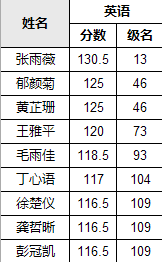 姓名 英语
分数 级名
张雨薇 130.5 13
郁颜菊 125 46
黄芷珊 125 46
王雅平 120 73
毛雨佳 118.5 93
丁心语 117 104
徐楚仪 116.5 109
龚哲晰 116.5 109
彭冠凯 116.5 109